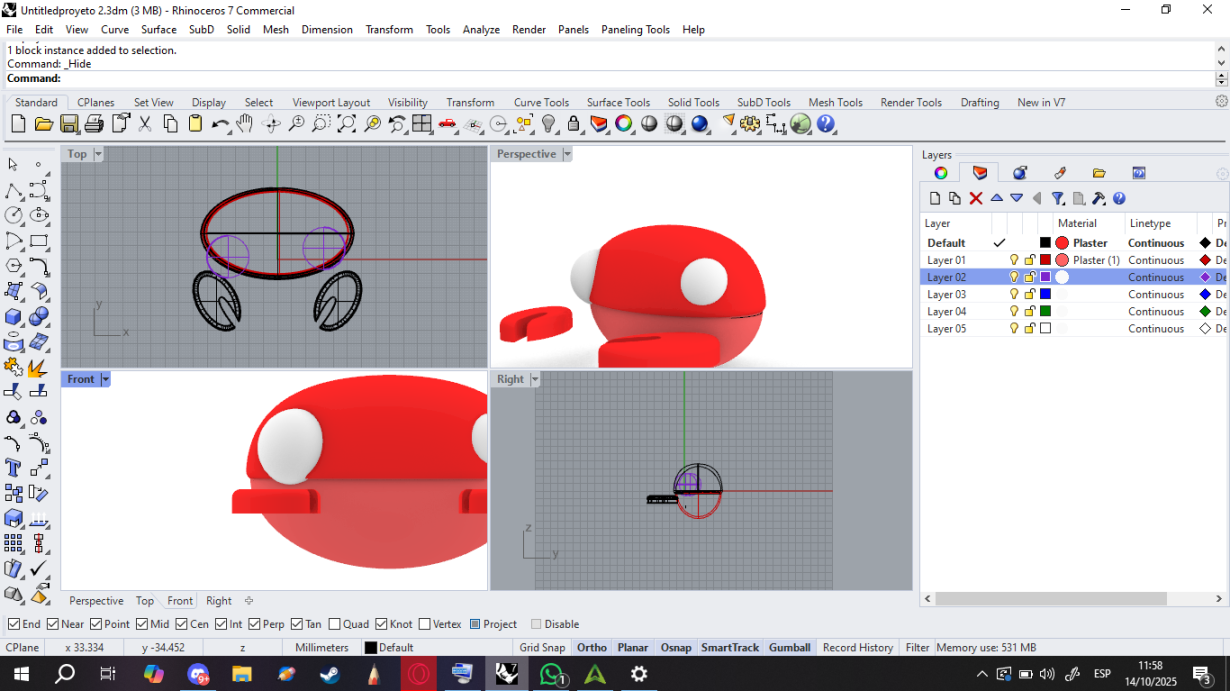 Untitledproyeto 2.3dm (3 MB) - Rhinoceros 7 Commercial
File Edit View Curve Surface SubD Solid Mesh Dimension Transform Tools Analyze Render Panels Paneling Tools Help
1 block instance added to selection.
Command: _Hide
Command:
Standard CPlanes Set View Display Select Viewport Layout Visibility Transform Curve Tools Surface Tools Solid Tools SubD Tools Mesh Tools Render Tools Drafting New in V7
Top
y
x
Perspective
Front
Right
z
y
Layers
Layer Material Linetype
Default Plaster Continuous De
Layer 01 Plaster (1) Continuous De
Layer 02 Continuous De
Layer 03 Continuous De
Layer 04 Continuous De
Layer 05 Continuous De
Perspective Top Front Right
End Near Point Mid Cen Int Perp Tan Quad Knot Vertex Project Disable
CPlane x 33.334 y -34.452 z Millimeters Default Grid Snap Ortho Planar Osnap SmartTrack Gumball Record History Filter Memory use: 531 MB
9+
1
ESP
11:58
14/10/2025
3